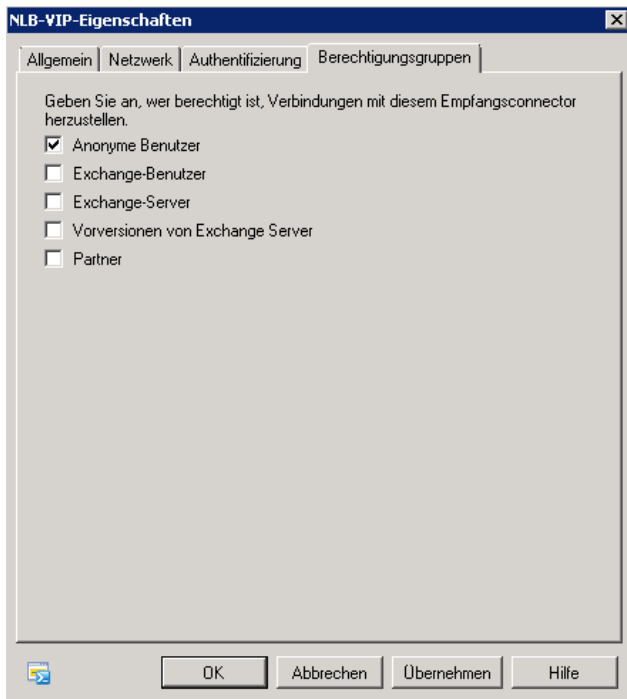 NLB-VIP-Eigenschaften
Allgemein Netzwerk Authentifizierung Berechtigungsgruppen
Geben Sie an, wer berechtigt ist, Verbindungen mit diesem Empfangsconnector
herzustellen.
Anonyme Benutzer
Exchange-Benutzer
Exchange-Server
Vorversionen von Exchange Server
Partner
OK Abbrechen Übernehmen Hilfe